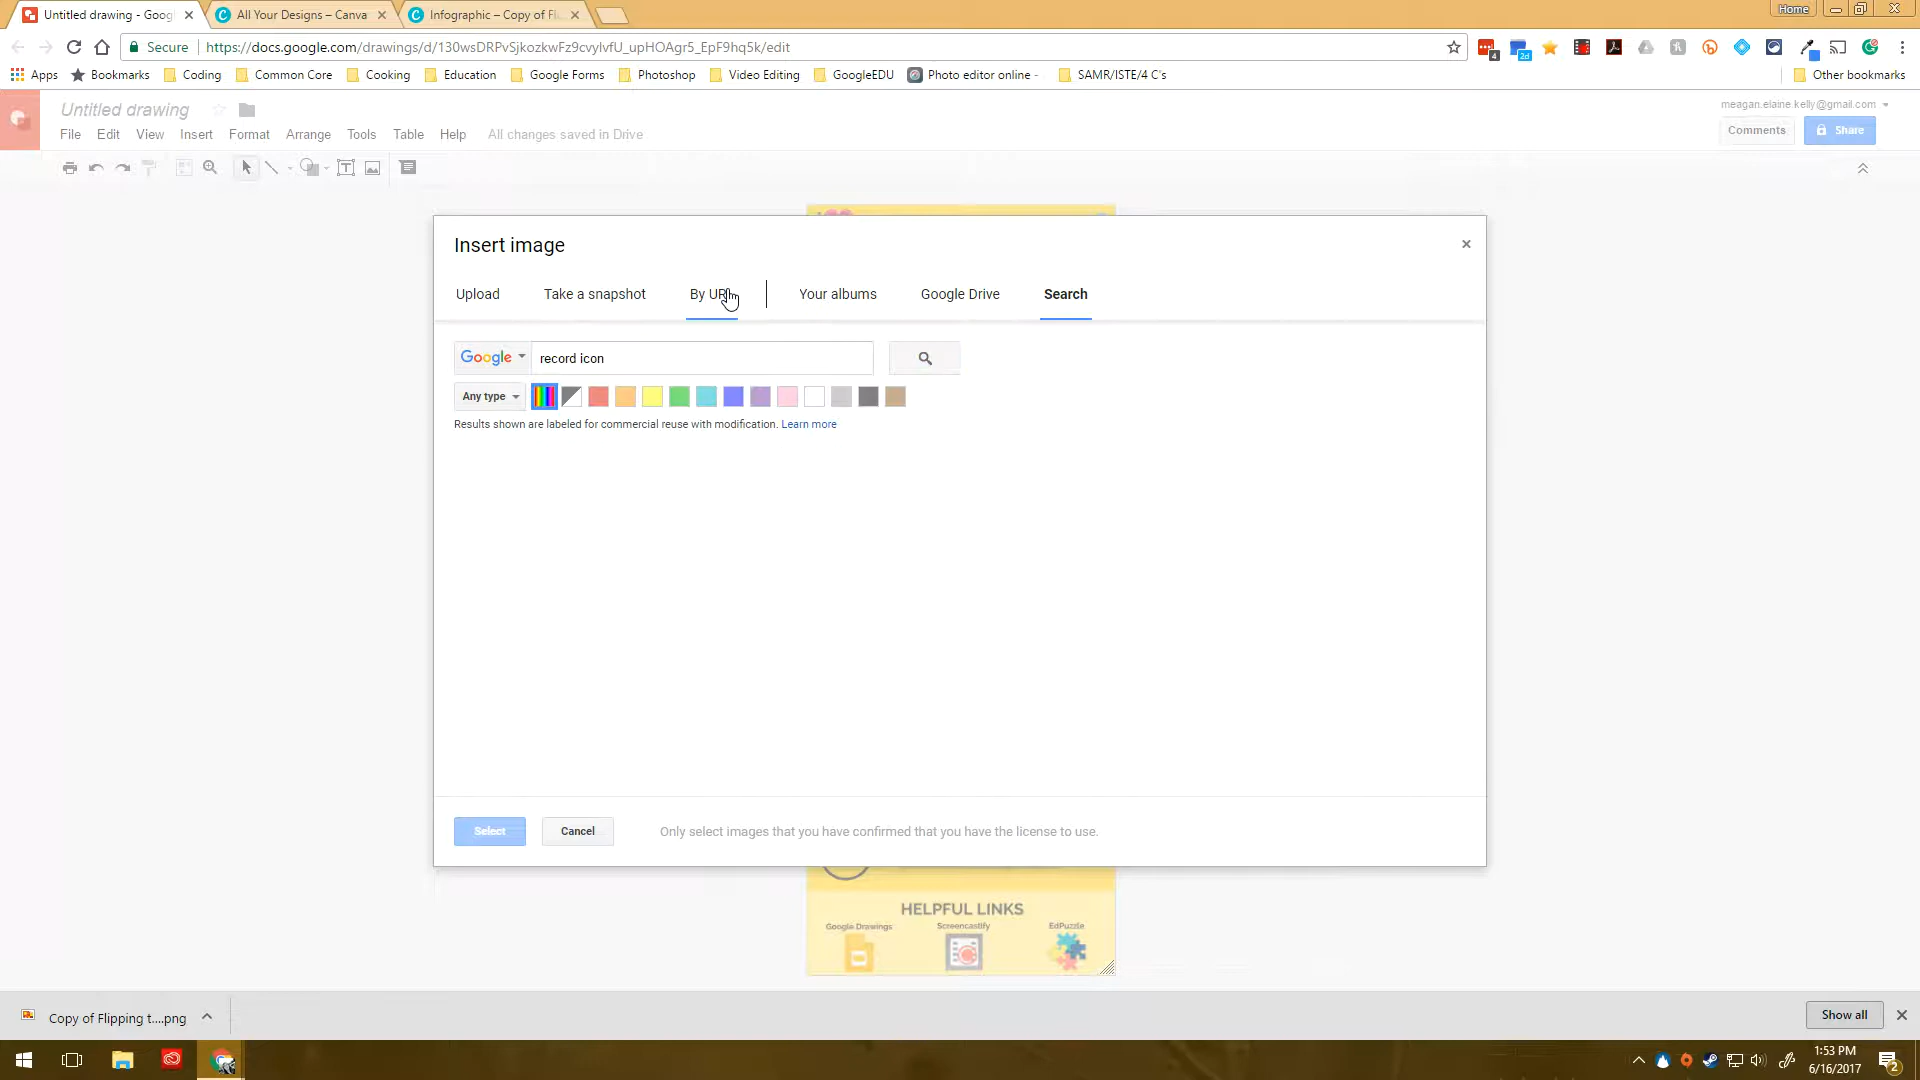 Untitled drawing - Goog
All Your Designs – Canva
Infographic – Copy of Fl
Home
Secure
https://docs.google.com/drawings/d/130wsDRPvSjkozkwFz9cvylvfU_upHOAgr5_EpF9hq5k/edit
Apps
Bookmarks
Coding
Common Core
Cooking
Education
Google Forms
Photoshop
Video Editing
GoogleEDU
Photo editor online -
SAMR/ISTE/4 C's
Other bookmarks
Untitled drawing
meagan.elaine.kelly@gmail.com
File Edit View Insert Format Arrange Tools Table Help
All changes saved in Drive
Comments
Share
Insert image
Upload
Take a snapshot
By URL
Your albums
Google Drive
Search
Google
record icon
Any type
Results shown are labeled for commercial reuse with modification. Learn more
Select
Cancel
Only select images that you have confirmed that you have the license to use.
HELPFUL LINKS
Google Drawings
Screencastify
EdPuzzle
Copy of Flipping t....png
Show all
1:53 PM
6/16/2017